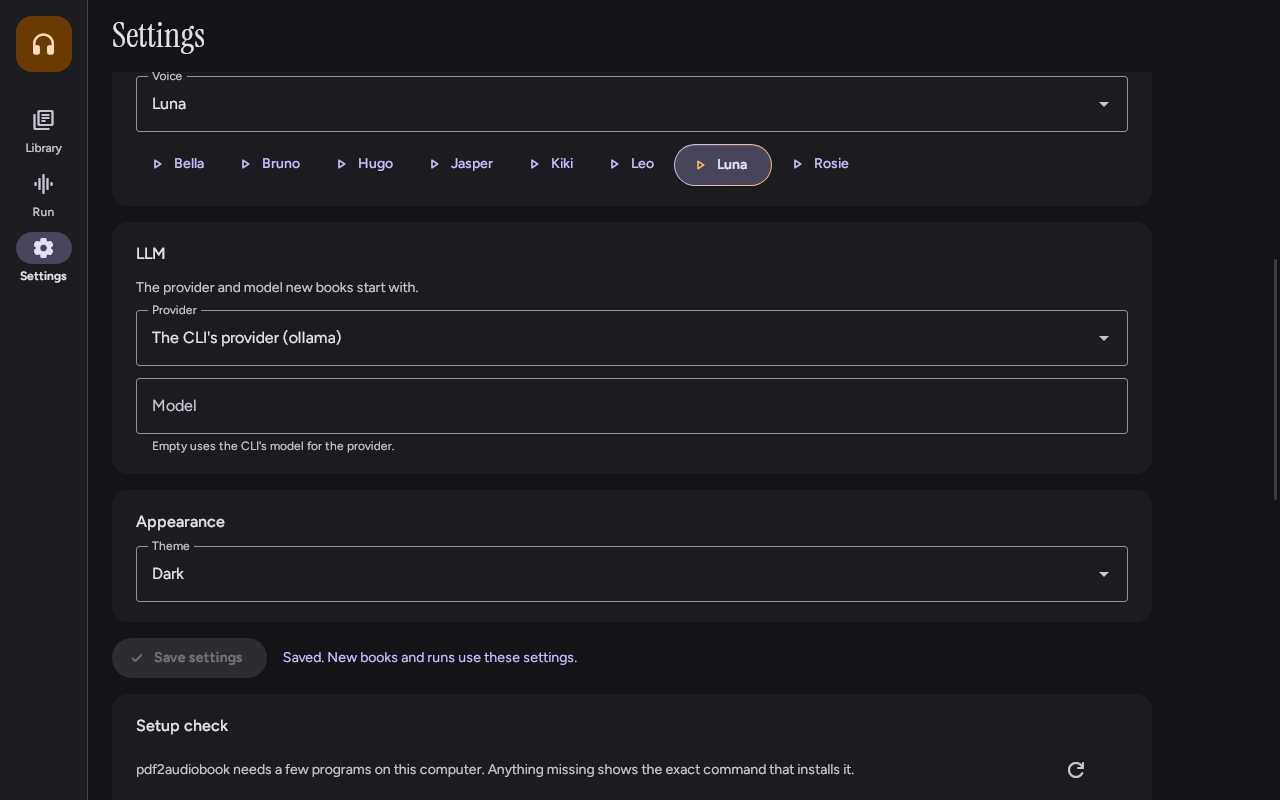 Settings
Library
Run
Settings
Voice
Luna
Bella Bruno Hugo Jasper Kiki Leo Luna Rosie
LLM
The provider and model new books start with.
Provider
The CLI's provider (ollama)
Model
Empty uses the CLI's model for the provider.
Appearance
Theme
Dark
Save settings Saved. New books and runs use these settings.
Setup check
pdf2audiobook needs a few programs on this computer. Anything missing shows the exact command that installs it.